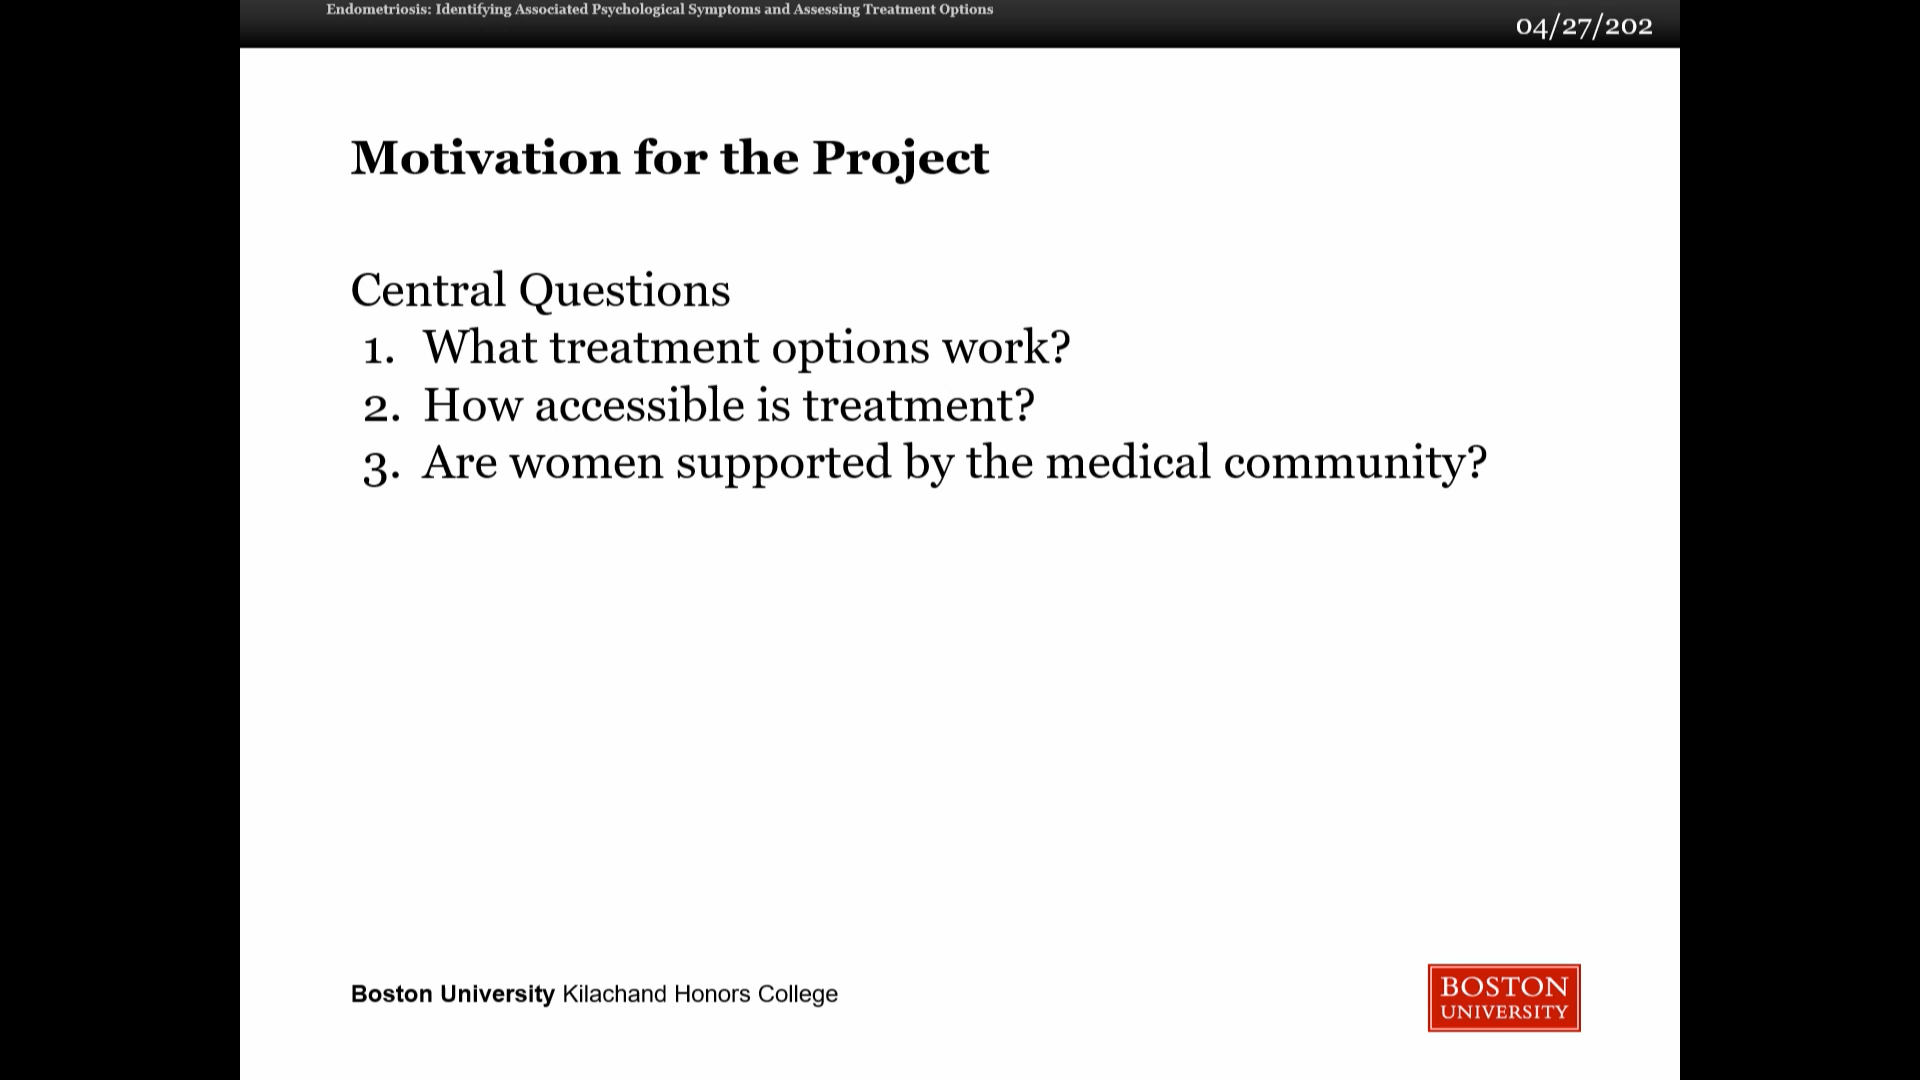 Endometriosis: Identifying Associated Psychological Symptoms and Assessing Treatment Options
04/27/202
Motivation for the Project
Central Questions
1. What treatment options work?
2. How accessible is treatment?
3. Are women supported by the medical community?
Boston University Kilachand Honors College
BOSTON
UNIVERSITY